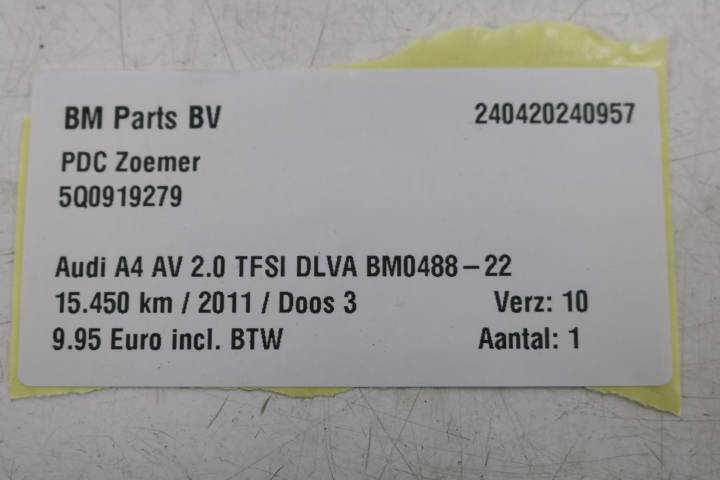 BM Parts BV 240420240957
PDC Zoemer
5Q0919279
Audi A4 AV 2.0 TFSI DLVA BM0488-22
15.450 km / 2011 / Doos 3 Verz: 10
9.95 Euro incl. BTW Aantal: 1